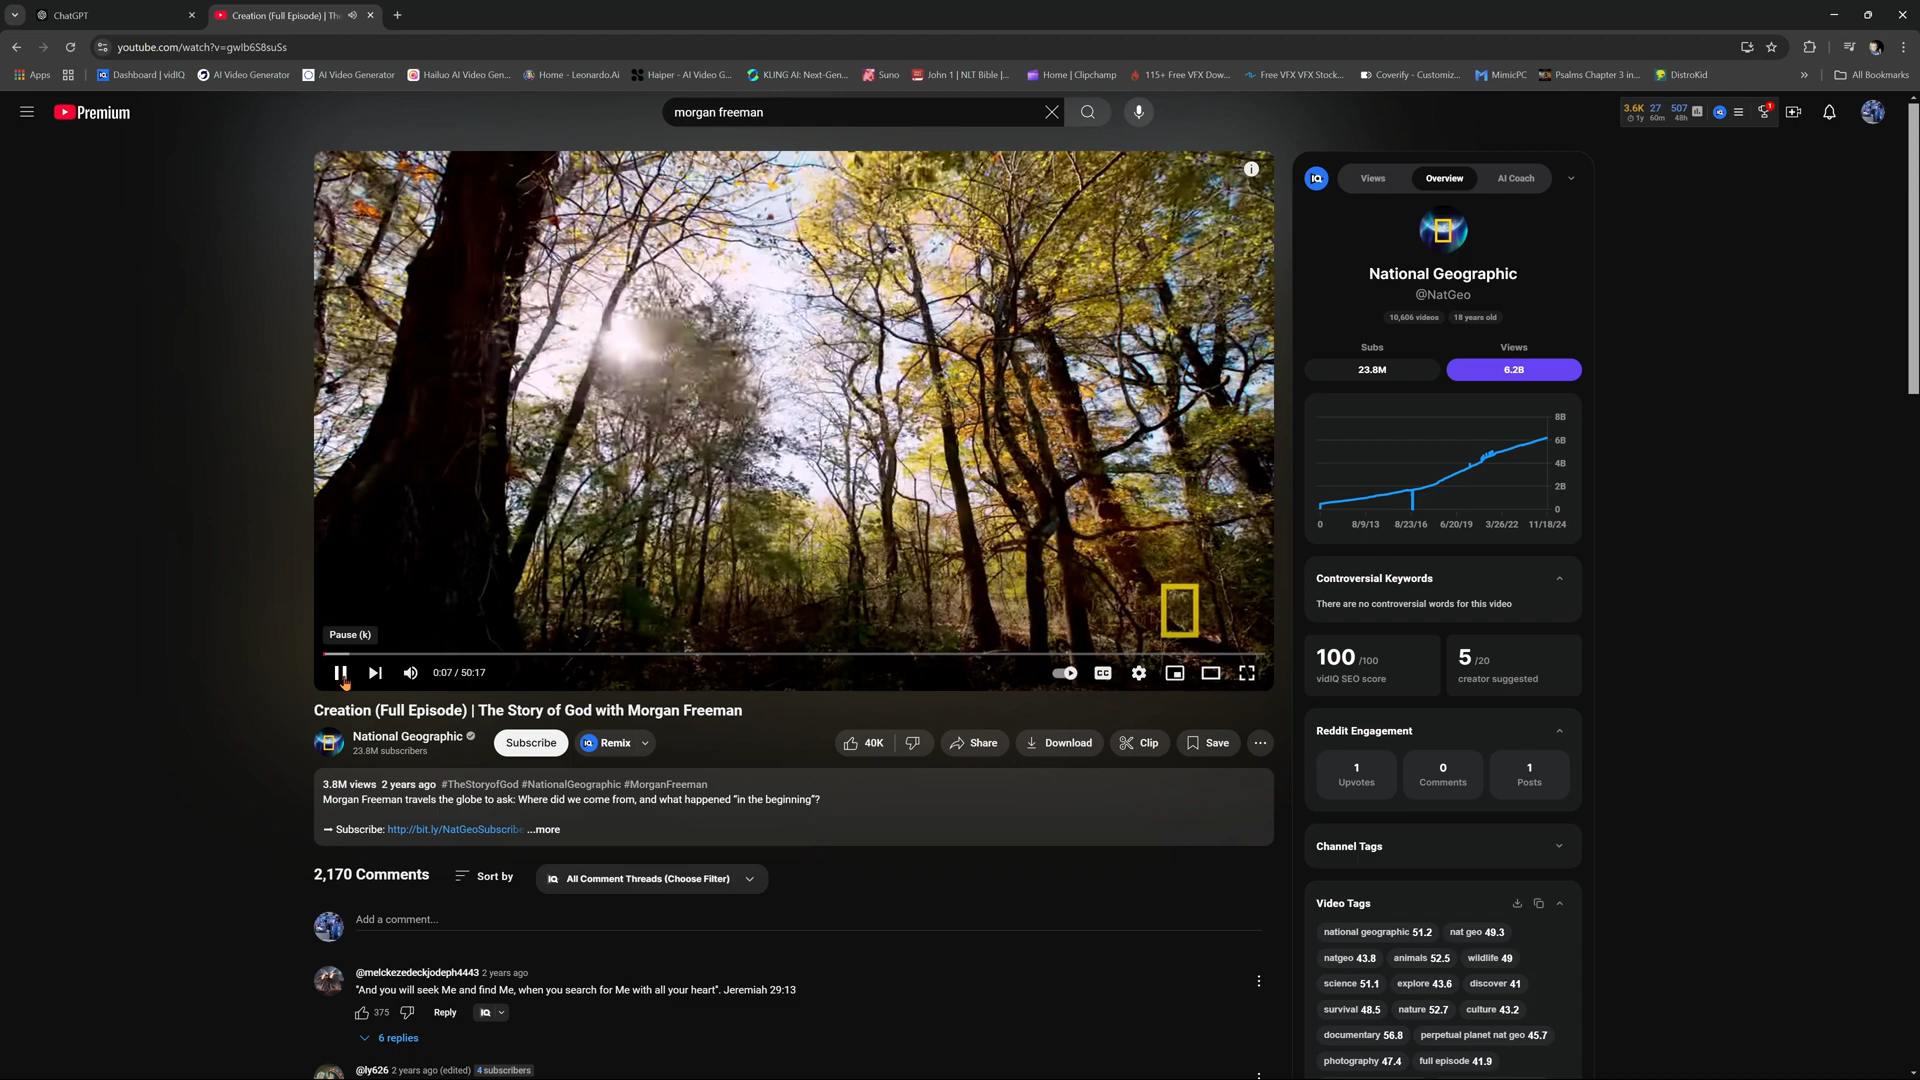 ChatGPT
Creation (Full Episode) | The
youtube.com/watch?v=gwlb6S8suSs
Apps
Dashboard | vidIQ
AI Video Generator
AI Video Generator
Hailuo AI Video Gen...
Home - Leonardo.Ai
Haiper - AI Video G...
KLING AI: Next-Gen...
Suno
John 1 | NLT Bible |...
Home | Clipchamp
115+ Free VFX Dow...
Free VFX VFX Stock...
Coverify - Customiz...
MimicPC
Psalms Chapter 3 in...
DistroKid
All Bookmarks
Premium
morgan freeman
3.6K 27 507
1y 60m 48h
1
Views
Overview
AI Coach
National Geographic
@NatGeo
10,606 videos
18 years old
Subs
Views
23.8M
6.2B
8B
6B
4B
2B
0
0 8/9/13 8/23/16 6/20/19 3/26/22 11/18/24
Controversial Keywords
There are no controversial words for this video
100 /100
vidIQ SEO score
5 /20
creator suggested
Reddit Engagement
1
Upvotes
0
Comments
1
Posts
Channel Tags
Video Tags
national geographic 51.2
nat geo 49.3
natgeo 43.8
animals 52.5
wildlife 49
science 51.1
explore 43.6
discover 41
survival 48.5
nature 52.7
culture 43.2
documentary 56.8
perpetual planet nat geo 45.7
photography 47.4
full episode 41.9
Pause (k)
0:07 / 50:17
CC
Creation (Full Episode) | The Story of God with Morgan Freeman
National Geographic
23.8M subscribers
Subscribe
Remix
40K
Share
Download
Clip
Save
3.8M views 2 years ago #TheStoryofGod #NationalGeographic #MorganFreeman
Morgan Freeman travels the globe to ask: Where did we come from, and what happened “in the beginning”?
➡ Subscribe: http://bit.ly/NatGeoSubscribe ...more
2,170 Comments
Sort by
All Comment Threads (Choose Filter)
Add a comment...
@melckezedeckjodeph4443 2 years ago
"And you will seek Me and find Me, when you search for Me with all your heart". Jeremiah 29:13
375
Reply
6 replies
@ly626 2 years ago (edited) 4 subscribers